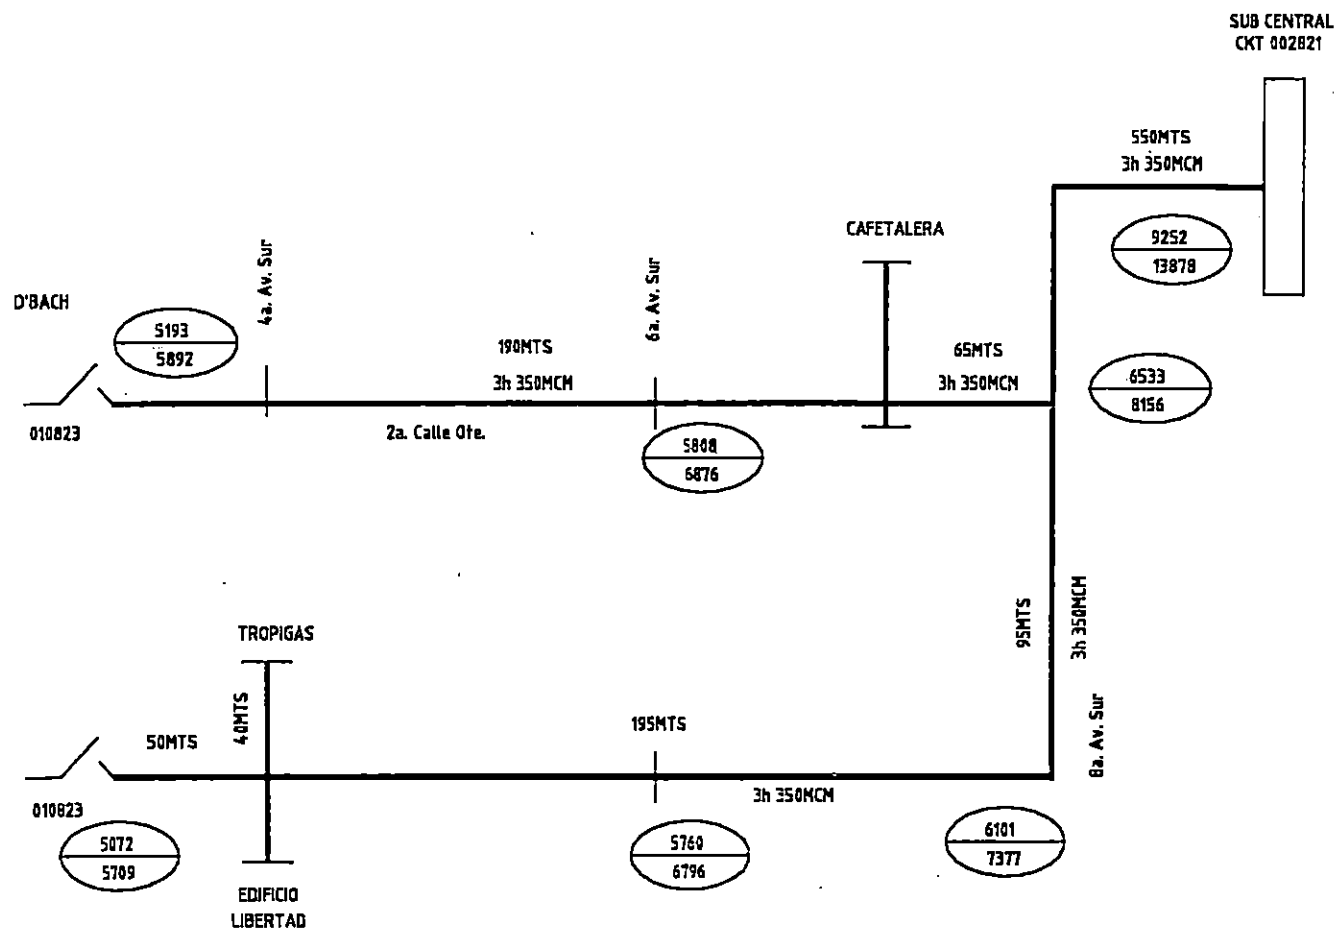 SUB CENTRAL
CKT 002821
550MTS
3h 350MCM
9252
13878
CAFETALERA
4a. Av. Sur
6a. Av. Sur
D'BACH
5193
5892
190MTS
3h 350MCM
65MTS
3h 350MCM
6533
8156
010823
2a. Calle Ote.
5808
6876
TROPIGAS
40MTS
50MTS
195MTS
95MTS
3h 350MCM
8a. Av. Sur
3h 350MCM
010823
5072
5709
5760
6796
6101
7377
EDIFICIO
LIBERTAD